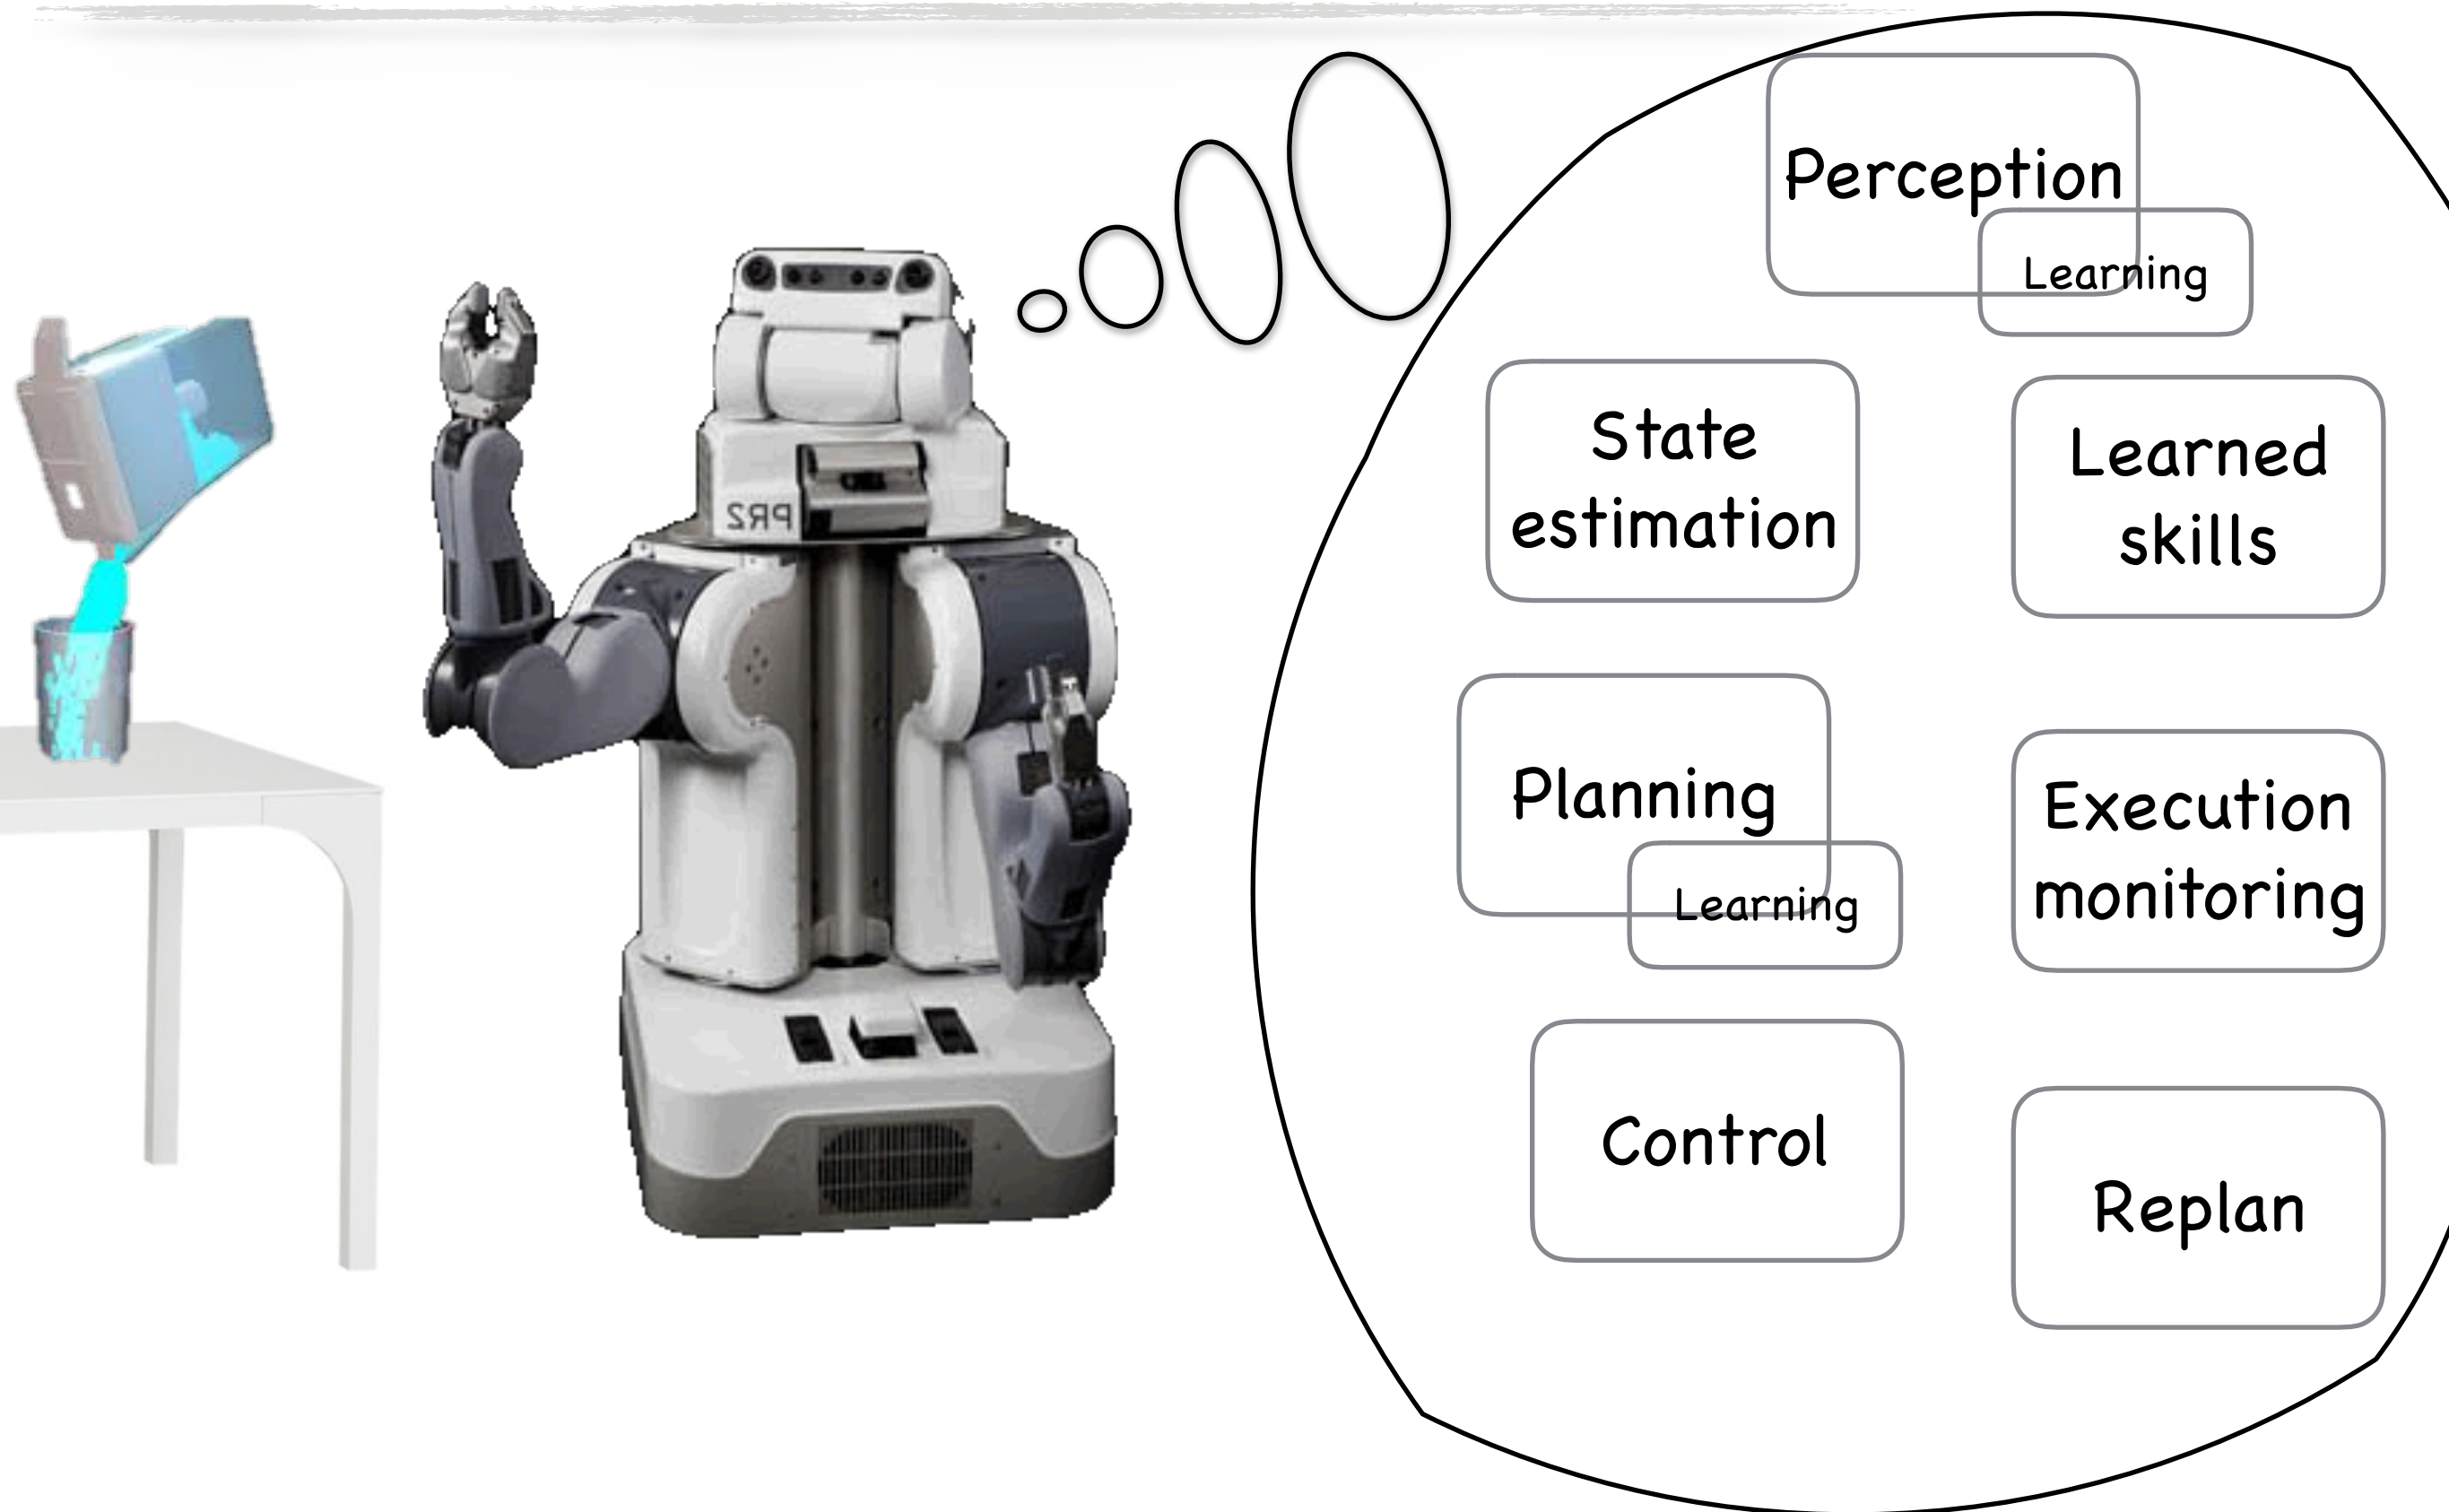 Perception
Learning
State
estimation
Learned
skills
Planning
Learning
Execution
monitoring
Control
Replan
PR2